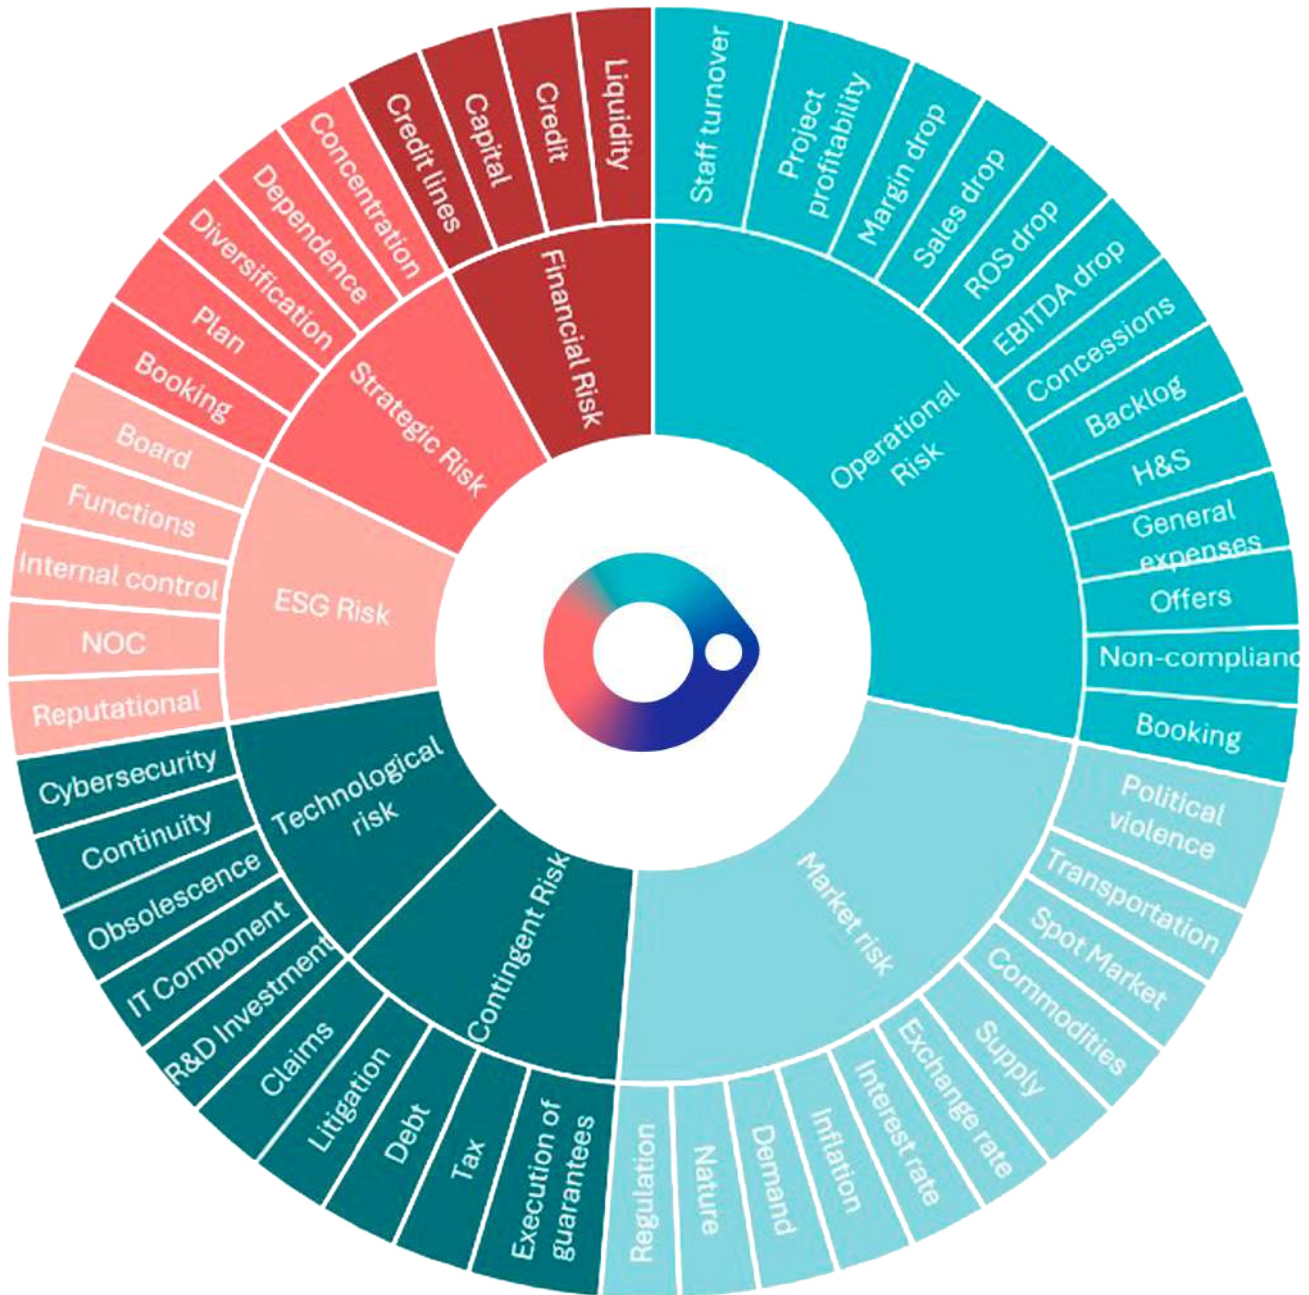 Operational
Risk
Staff turnover
Project
profitability
Margin drop
Sales drop
ROS drop
EBITDA drop
Concessions
Backlog
H&S
General
expenses
Offers
Non-complianc
Booking
Market risk
Political
violence
Transportation
Spot Market
Commodities
Supply
Exchange rate
Interest rate
Inflation
Demand
Nature
Regulation
Contingent Risk
Execution of
guarantees
Tax
Debt
Litigation
Claims
Technological
risk
R&D Investment
IT Component
Obsolescence
Continuity
Cybersecurity
ESG Risk
Reputational
NOC
Internal control
Functions
Board
Strategic Risk
Booking
Plan
Diversification
Dependence
Concentration
Financial Risk
Credit lines
Capital
Credit
Liquidity